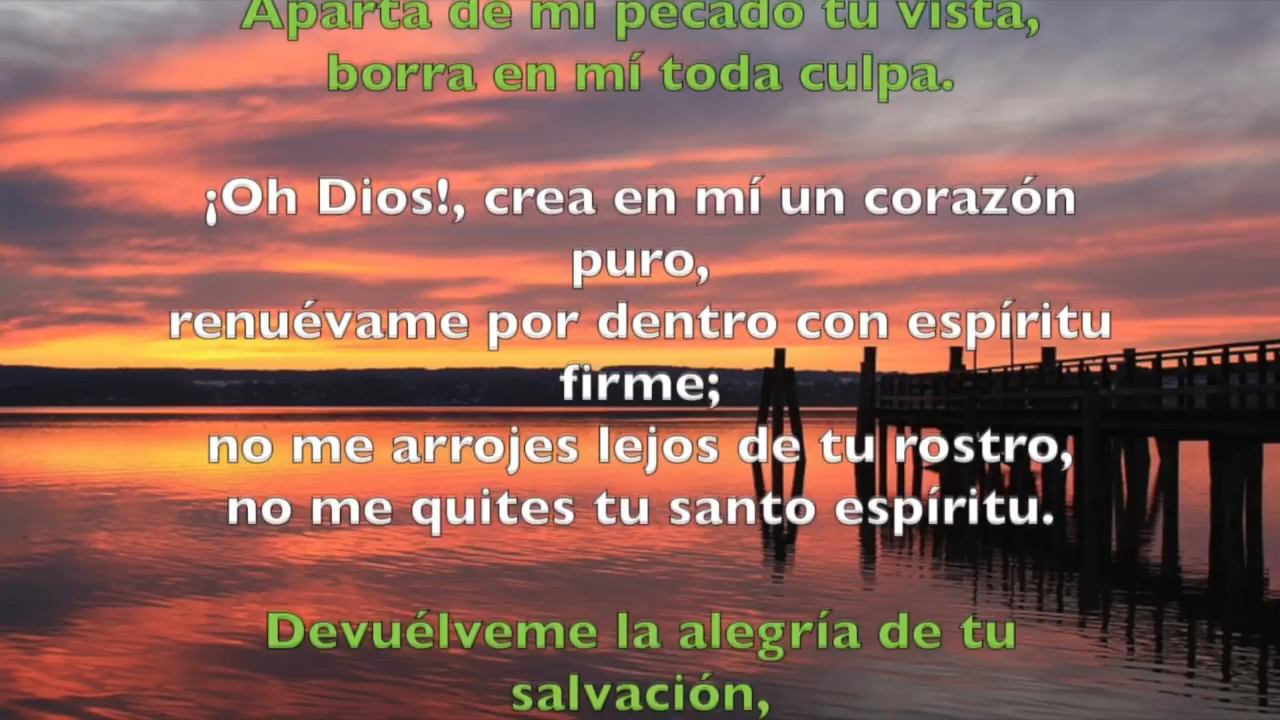 Aparta de mi pecado tu vista,
borra en mí toda culpa.
¡Oh Dios!, crea en mí un corazón
puro,
renuévame por dentro con espíritu
firme;
no me arrojes lejos de tu rostro,
no me quites tu santo espíritu.
Devuélveme la alegría de tu
salvación,